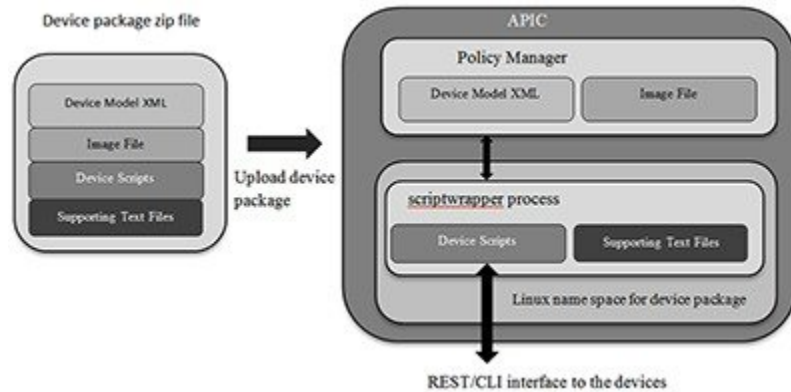 Device package zip file
Device Model XML
Image File
Device Scripts
Supporting Text Files
Upload device
package
APIC
Policy Manager
Device Model XML
Image File
scriptwrapper process
Device Scripts
Supporting Text Files
Linux name space for device package
REST/CLI interface to the devices